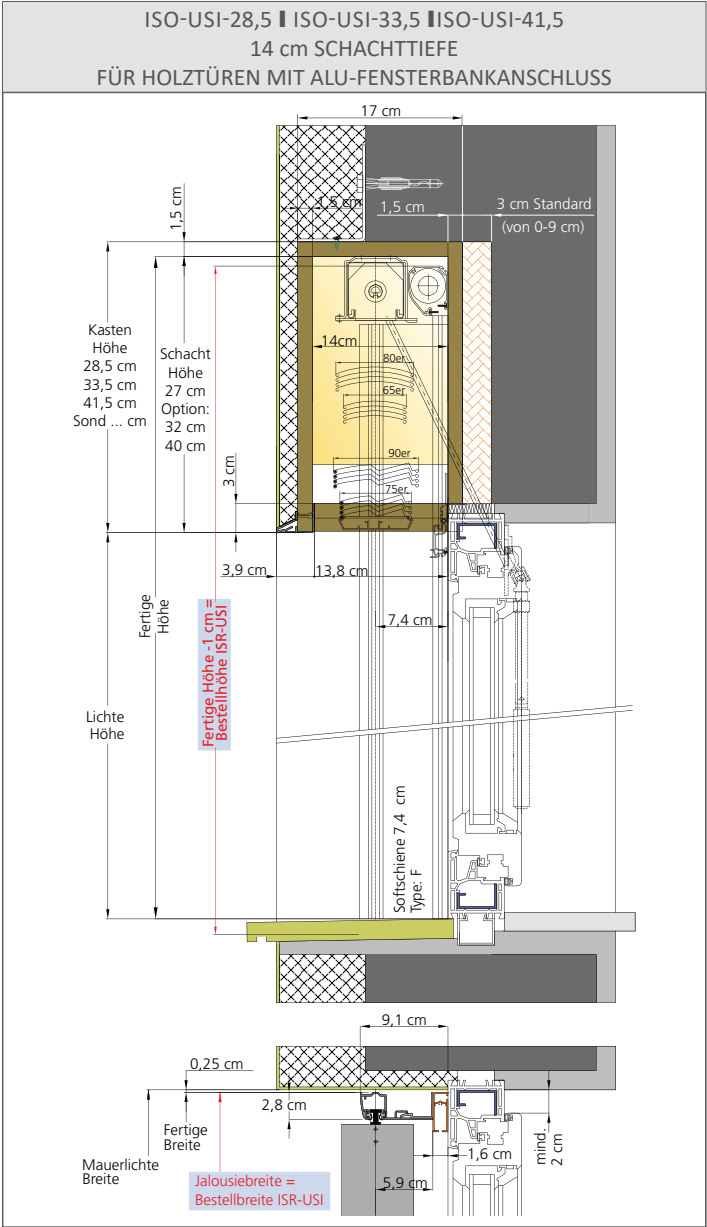 ISO-USI-28,5 ❙ ISO-USI-33,5 ❙ISO-USI-41,5
14 cm SCHACHTTIEFE
FÜR HOLZTÜREN MIT ALU-FENSTERBANKANSCHLUSS
17 cm
1,5 cm
1,5 cm
1,5 cm
3 cm Standard
(von 0-9 cm)
Kasten
Höhe
28,5 cm
33,5 cm
41,5 cm
Sond ... cm
Schacht
Höhe
27 cm
Option:
32 cm
40 cm
14cm
80er
65er
90er
75er
3 cm
3,9 cm
13,8 cm
7,4 cm
Fertige
Höhe
Fertige Höhe -1 cm =
Bestellhöhe ISR-USI
Lichte
Höhe
Softschiene 7,4 cm
Type: F
9,1 cm
0,25 cm
2,8 cm
Fertige
Breite
Mauerlichte
Breite
Jalousiebreite =
Bestellbreite ISR-USI
5,9 cm
1,6 cm
mind.
2 cm